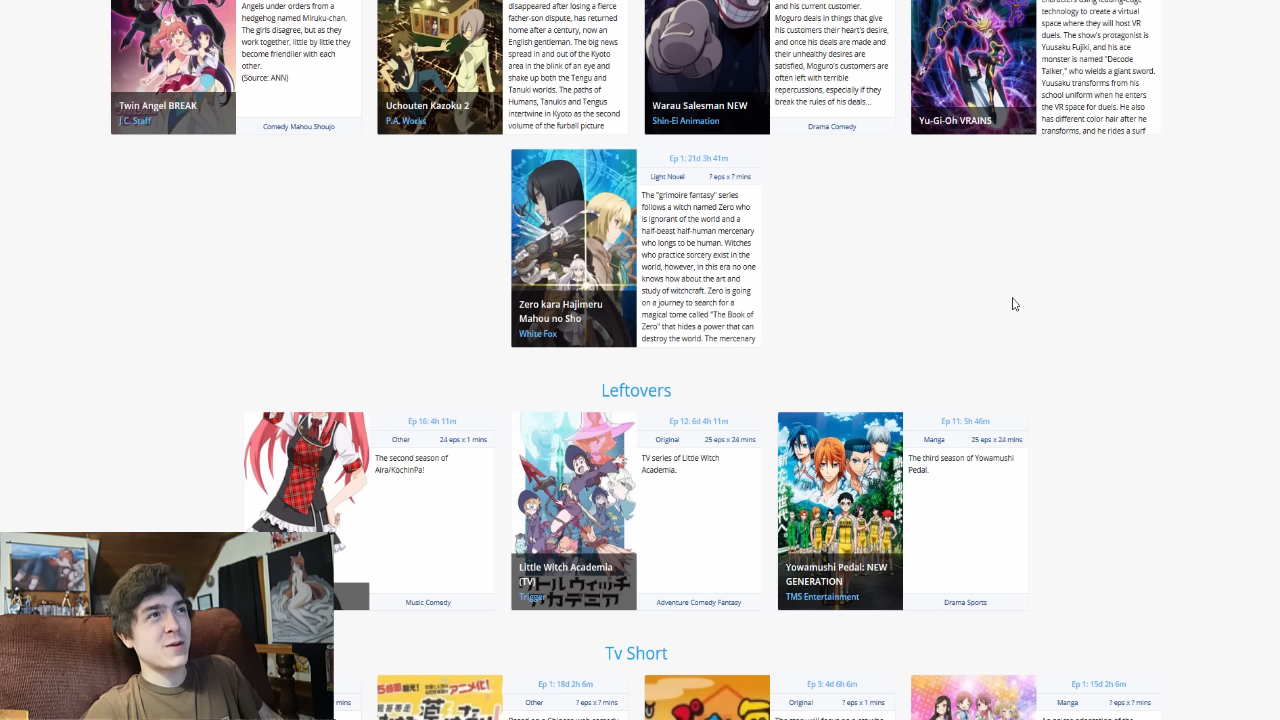 Angels under orders from a
hedgehog named Miruku-chan.
The girls disagree, but as they
work together, little by little they
become friendlier with each
other.
(Source: ANN)
Twin Angel BREAK
J.C. Staff
Comedy Mahou Shoujo
disappeared after losing a fierce
father-son dispute, has returned
home after a century, now an
English gentleman. The big news
spread in and out of the Kyoto
area in the blink of an eye and
shake up both the Tengu and
Tanuki worlds. The paths of
Humans, Tanukis and Tengus
intertwine in Kyoto as the second
volume of the furball picture
Uchouten Kazoku 2
P.A. Works
and his current customer.
Moguro deals in things that give
his customers their heart's desire,
and once his deals are made and
their unhealthy obsessions are
satisfied, Moguro's customers are
often left with terrible
repercussions, especially if they
break the rules of his deals...
Warau Salesman NEW
Shin-Ei Animation
Drama Comedy
technology to create a virtual
space where they will host VR
duels. The show's protagonist is
Yuusaku Fujiki, and his ace
monster is named "Decode
Talker," who wields a giant sword.
Yuusaku transforms from his
school uniform when he enters
the VR space for duels. He also
has different color hair after he
transforms, and he rides a surf
Yu-Gi-Oh VRAINS
Ep 1: 21d 3h 41m
Light Novel ? eps x ? mins
The "grimoire fantasy" series
follows a witch named Zero who
is ignorant of the world and a
half-beast half-human mercenary
who longs to be human. Witches
who practice sorcery exist in the
world, however, in this era no one
knows how about the art and
study of witchcraft. Zero is going
on a journey to search for a
magical tome called "The Book of
Zero" that hides a power that can
destroy the world. The mercenary
Zero kara Hajimeru
Mahou no Sho
White Fox
Leftovers
Ep 16: 4h 11m
Other 24 eps x 1 mins
The second season of
Aira/KochinPa!
Music Comedy
Ep 12: 6d 4h 11m
Original 25 eps x 24 mins
TV series of Little Witch
Academia.
Little Witch Academia
(TV)
Trigger
Adventure Comedy Fantasy
Ep 11: 5h 46m
Manga 25 eps x 24 mins
The third season of Yowamushi
Pedal.
Yowamushi Pedal: NEW
GENERATION
TMS Entertainment
Drama Sports
Tv Short
mins
Ep 1: 18d 2h 6m
Other ? eps x ? mins
Ep 3: 4d 6h 6m
Original ? eps x 1 mins
Ep 1: 15d 2h 6m
Manga ? eps x ? mins